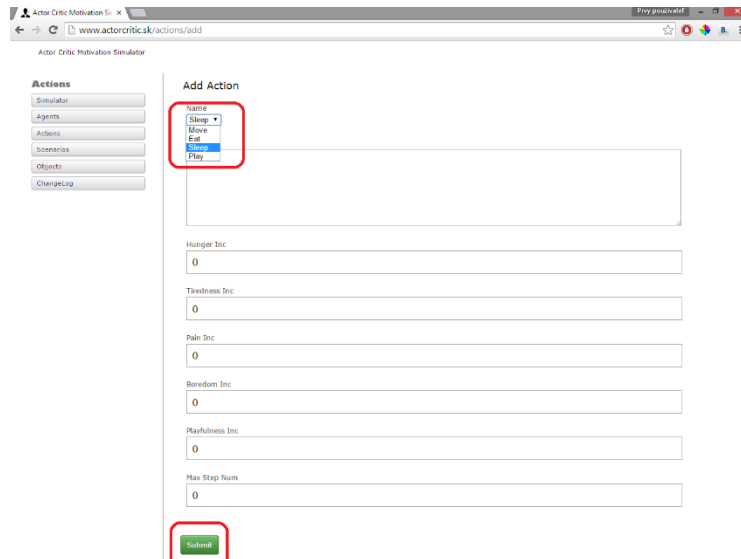 Actor Critic Motivation Si
Prvý používateľ
www.actorcritic.sk/actions/add
Actor Critic Motivation Simulator
Actions
Simulator
Agents
Actions
Scenarios
Objects
ChangeLog
Add Action
Name
Sleep
Move
Eat
Sleep
Play
Hunger Inc
0
Tiredness Inc
0
Pain Inc
0
Boredom Inc
0
Playfulness Inc
0
Max Step Num
0
Submit